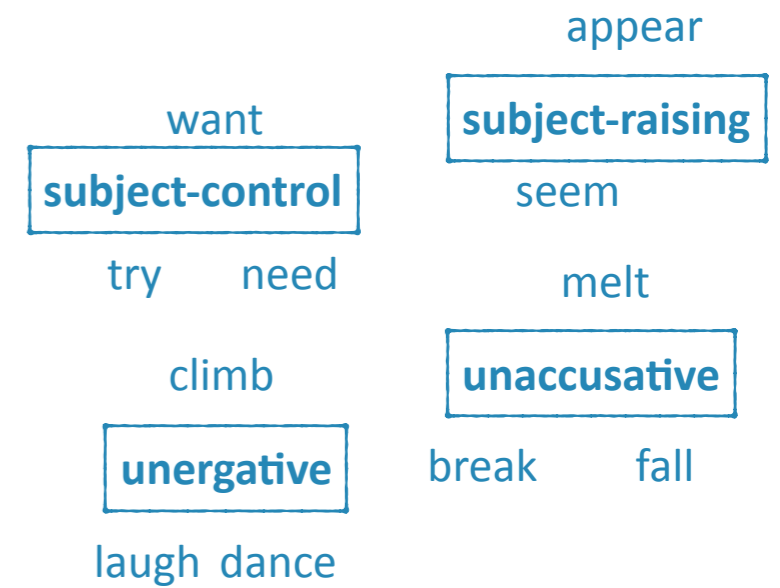 appear
want
subject-raising
subject-control
seem
try need
melt
climb
unaccusative
unergative
break fall
laugh dance